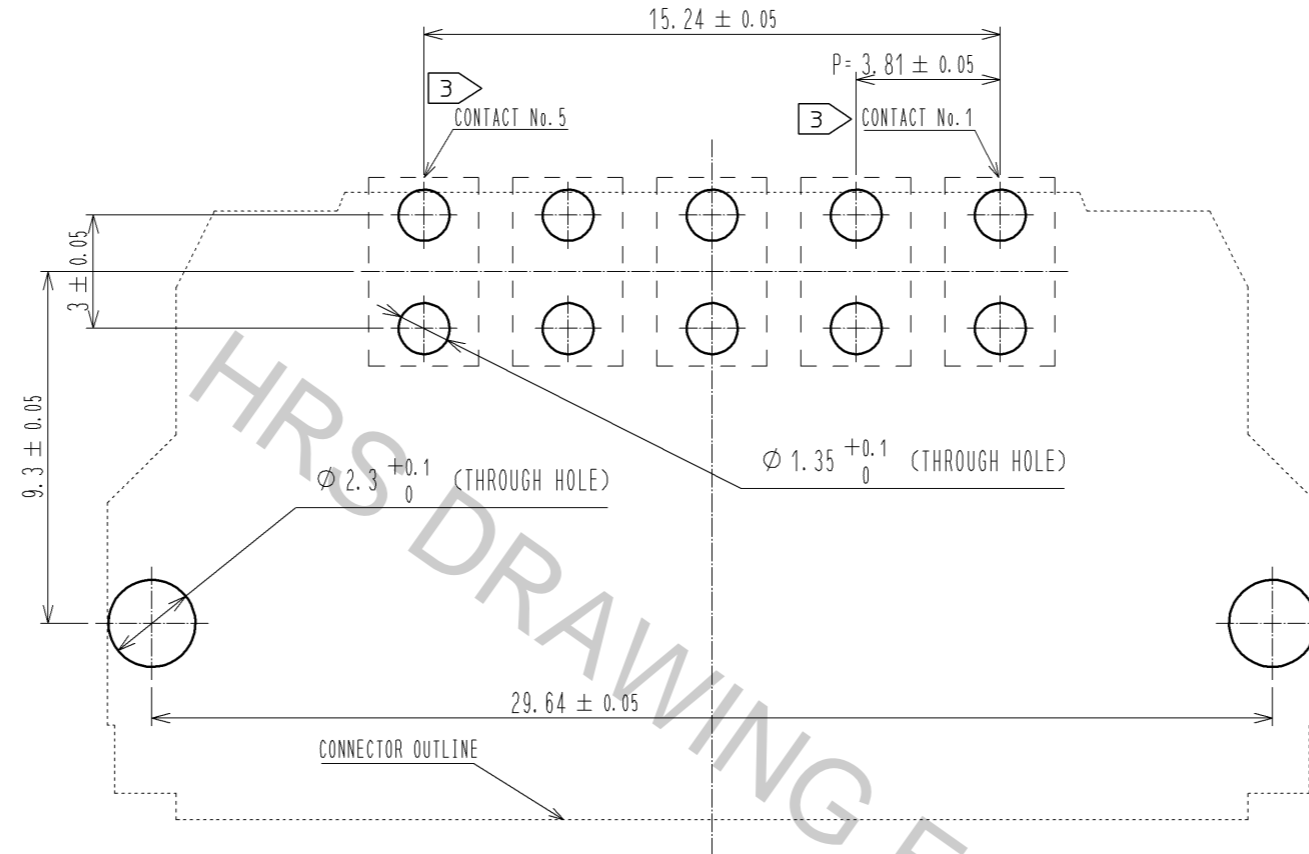 15.24 ± 0.05
P= 3.81 ± 0.05
3
CONTACT No.5
3
CONTACT No.1
3 ± 0.05
9.3 ± 0.05
Ø 2.3 +0.1 0 (THROUGH HOLE)
Ø 1.35 +0.1 0 (THROUGH HOLE)
29.64 ± 0.05
CONNECTOR OUTLINE
HRS DRAWING